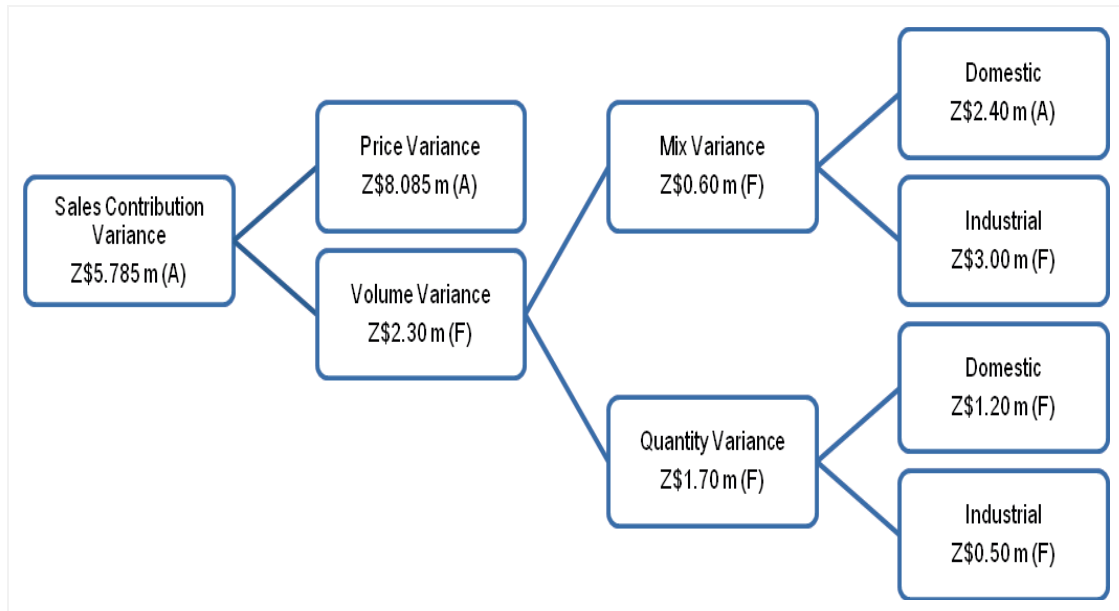 Sales Contribution
Variance
Z$5.785 m (A)
Price Variance
Z$8.085 m (A)
Volume Variance
Z$2.30 m (F)
Mix Variance
Z$0.60 m (F)
Quantity Variance
Z$1.70 m (F)
Domestic
Z$2.40 m (A)
Industrial
Z$3.00 m (F)
Domestic
Z$1.20 m (F)
Industrial
Z$0.50 m (F)